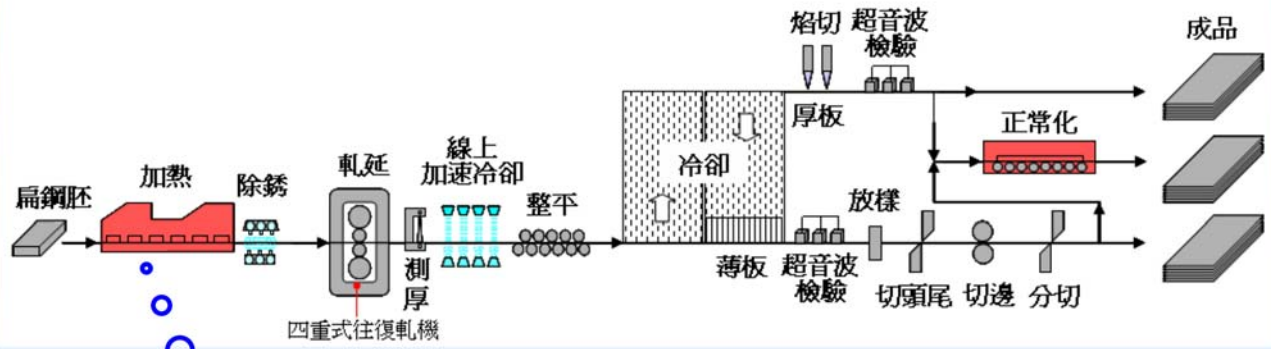 扁鋼胚
加熱
除銹
軋延
四重式往復軋機
測
厚
線上
加速冷卻
整平
冷卻
焰切
厚板
超音波
檢驗
正常化
薄板
超音波
檢驗
放樣
切頭尾
切邊
分切
成品